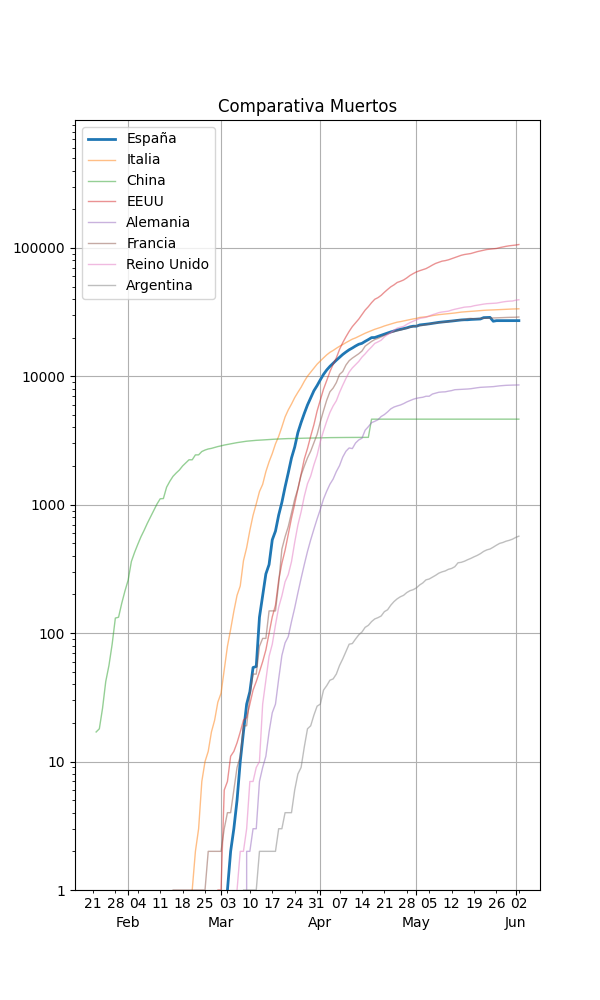 Comparativa Muertos
España
Italia
China
EEUU
Alemania
Francia
Reino Unido
Argentina
100000
10000
1000
100
10
1
21 28 04 11 18 25 03 10 17 24 31 07 14 21 28 05 12 19 26 02
Feb Mar Apr May Jun